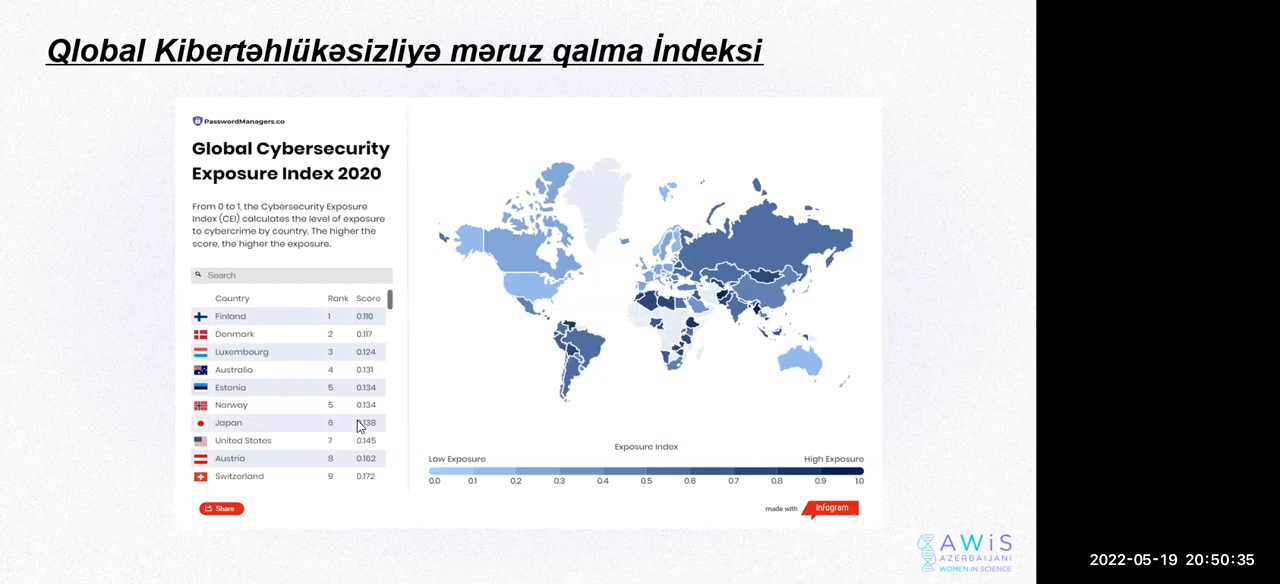 Qlobal Kibertəhlükəsizliyə məruz qalma İndeksi
PasswordManagers.co
Global Cybersecurity
Exposure Index 2020
From 0 to 1, the Cybersecurity Exposure
Index (CEI) calculates the level of exposure
to cybercrime by country. The higher the
score, the higher the exposure.
Search
Country Rank Score
Finland 1 0.110
Denmark 2 0.117
Luxembourg 3 0.124
Australia 4 0.131
Estonia 5 0.134
Norway 5 0.134
Japan 6
United States 7 0.145
Austria 8 0.162
Switzerland 9 0.172
Share
Exposure Index
Low Exposure High Exposure
0.0 0.1 0.2 0.3 0.4 0.5 0.6 0.7 0.8 0.9 1.0
made with infogram
AWiS
AZERBAIJANI
WOMEN IN SCIENCE
2022-05-19 20:50:35